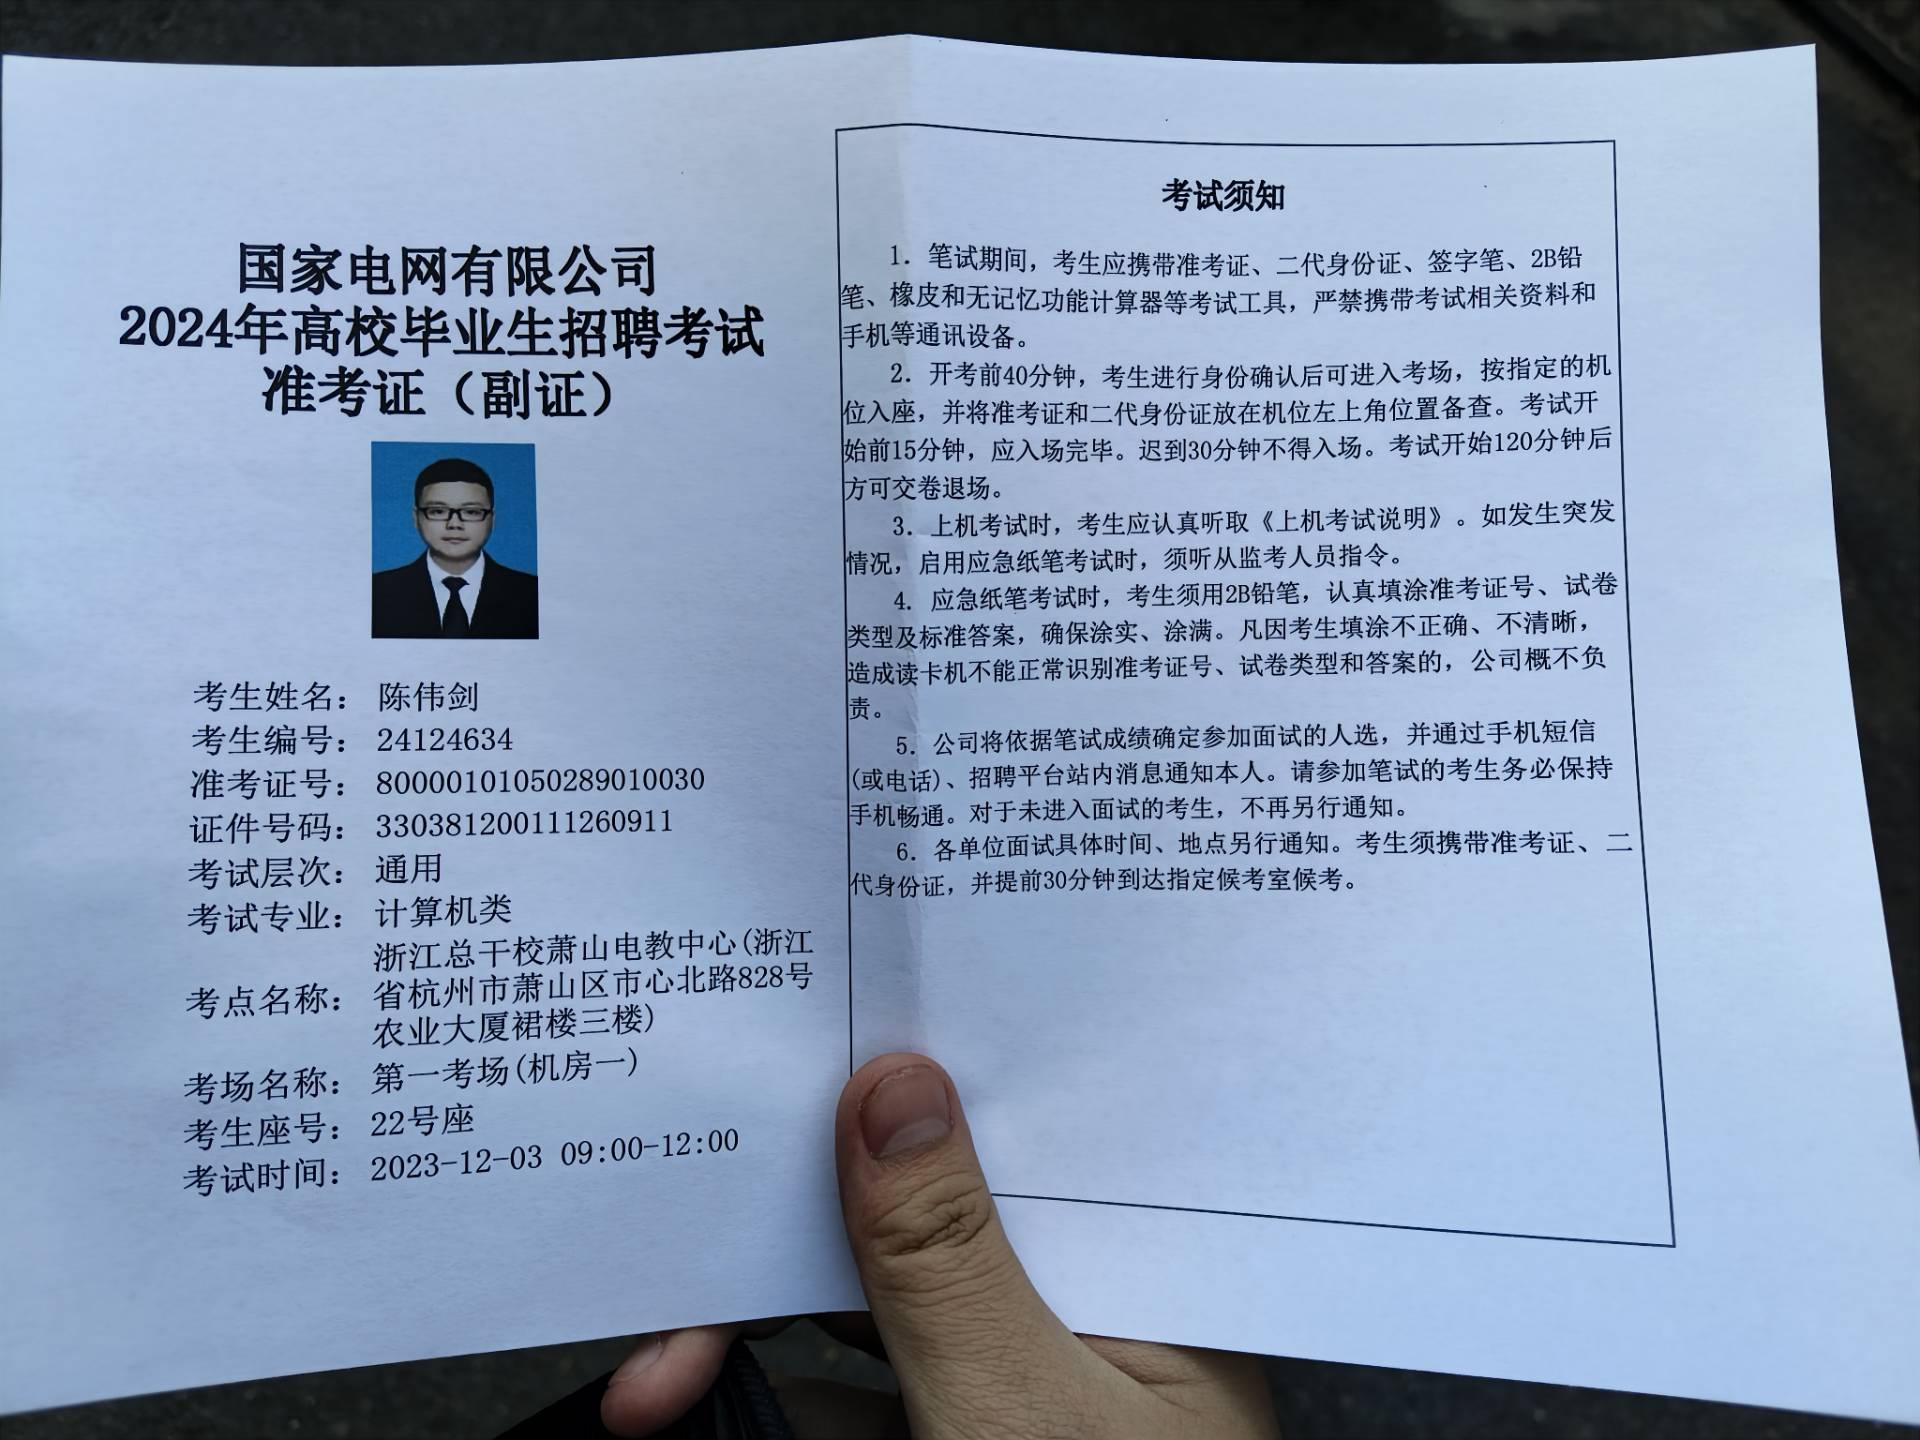 国家电网有限公司
2024年高校毕业生招聘考试
准考证（副证）
考生姓名： 陈伟剑
考生编号： 24124634
准考证号： 80000101050289010030
证件号码： 330381200111260911
考试层次： 通用
考试专业： 计算机类
考点名称： 浙江总干校萧山电教中心(浙江
省杭州市萧山区市心北路828号
农业大厦裙楼三楼)
考场名称： 第一考场(机房一)
考生座号： 22号座
考试时间： 2023-12-03 09:00-12:00
考试须知
1. 笔试期间，考生应携带准考证、二代身份证、签字笔、2B铅
笔、橡皮和无记忆功能计算器等考试工具，严禁携带考试相关资料和
手机等通讯设备。
2. 开考前40分钟，考生进行身份确认后可进入考场，按指定的机
位入座，并将准考证和二代身份证放在机位左上角位置备查。考试开
始前15分钟，应入场完毕。迟到30分钟不得入场。考试开始120分钟后
方可交卷退场。
3. 上机考试时，考生应认真听取《上机考试说明》。如发生突发
情况，启用应急纸笔考试时，须听从监考人员指令。
4. 应急纸笔考试时，考生须用2B铅笔，认真填涂准考证号、试卷
类型及标准答案，确保涂实、涂满。凡因考生填涂不正确、不清晰，
造成读卡机不能正常识别准考证号、试卷类型和答案的，公司概不负
责。
5. 公司将依据笔试成绩确定参加面试的人选，并通过手机短信
(或电话)、招聘平台站内消息通知本人。请参加笔试的考生务必保持
手机畅通。对于未进入面试的考生，不再另行通知。
6. 各单位面试具体时间、地点另行通知。考生须携带准考证、二
代身份证，并提前30分钟到达指定候考室候考。